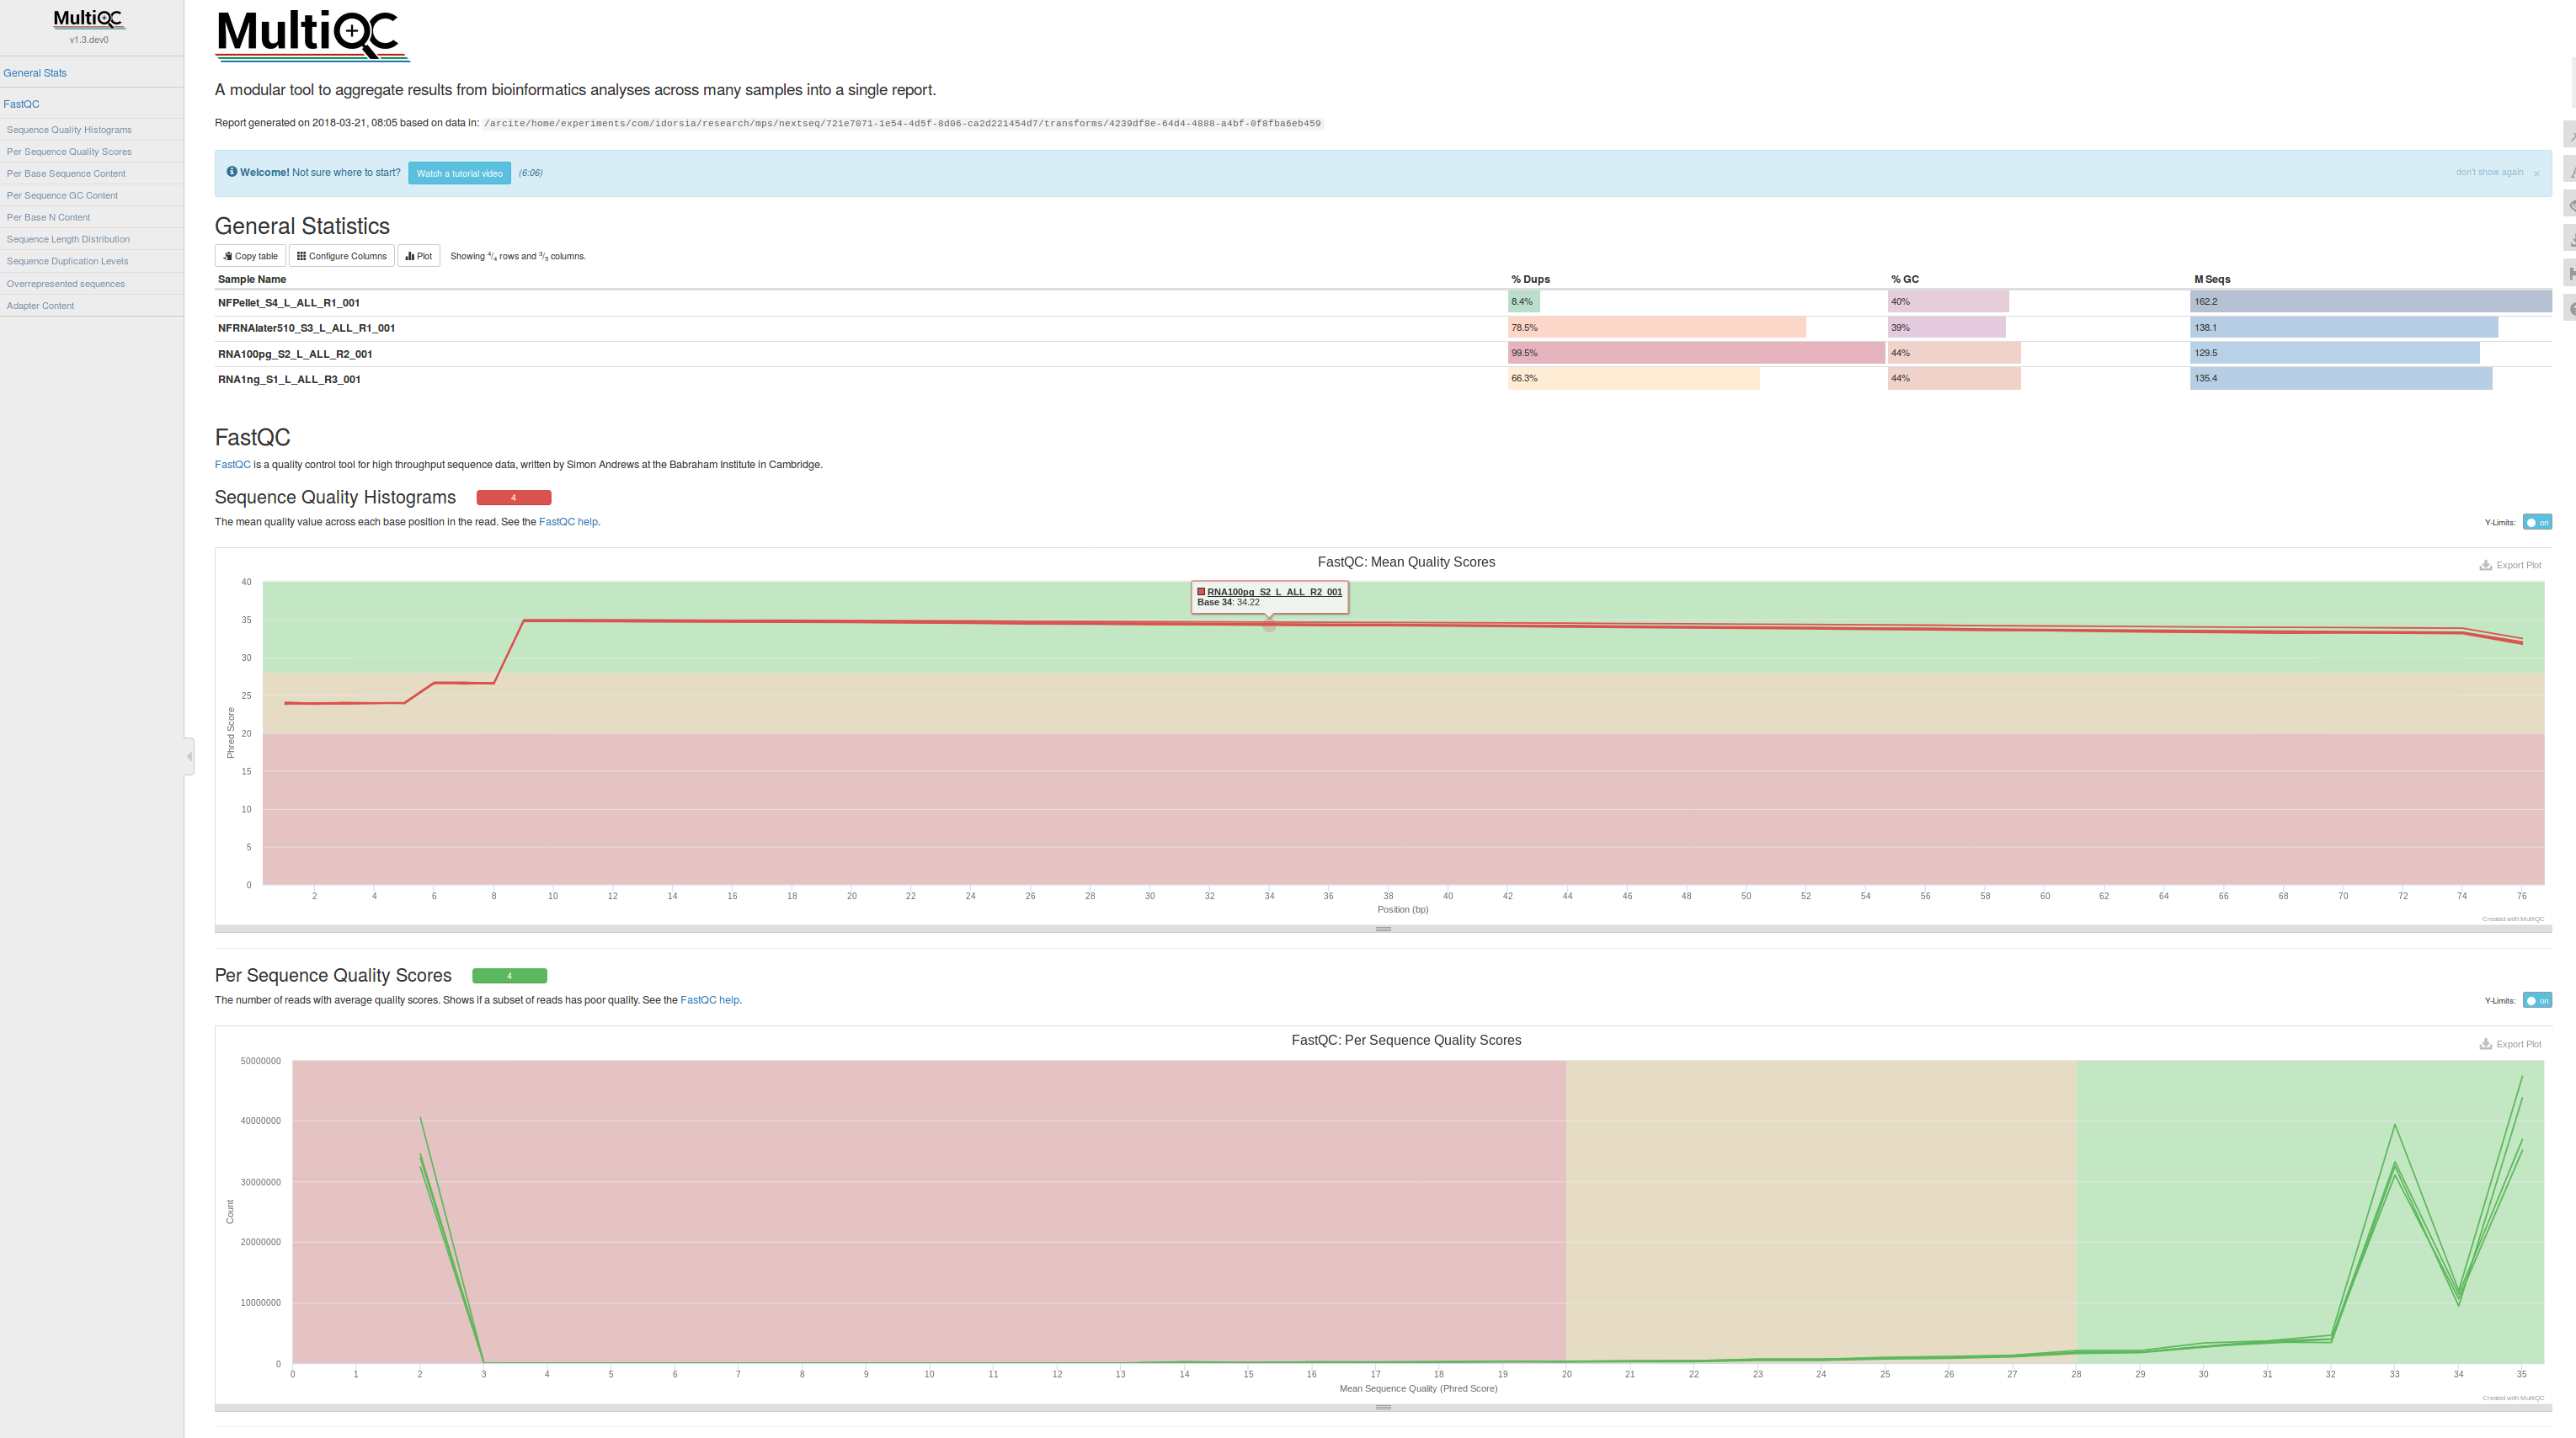 MultiQC
v1.3.dev0
General Stats
FastQC
Sequence Quality Histograms
Per Sequence Quality Scores
Per Base Sequence Content
Per Sequence GC Content
Per Base N Content
Sequence Length Distribution
Sequence Duplication Levels
Overrepresented sequences
Adapter Content
MultiQC
A modular tool to aggregate results from bioinformatics analyses across many samples into a single report.
Report generated on 2018-03-21, 08:05 based on data in: /arcite/home/experiments/com/idorsia/research/mps/nextseq/721e7071-1e54-4d5f-8d06-ca2d221454d7/transforms/4239df8e-64d4-4888-a4bf-0f8fba6eb459
Welcome! Not sure where to start? Watch a tutorial video (6:06) don't show again ×
General Statistics
Copy table Configure Columns Plot Showing 4/4 rows and 3/5 columns.
Sample Name % Dups % GC M Seqs
NFPellet_S4_L_ALL_R1_001 8.4% 40% 162.2
NFRNAlater510_S3_L_ALL_R1_001 78.5% 39% 138.1
RNA100pg_S2_L_ALL_R2_001 99.5% 44% 129.5
RNA1ng_S1_L_ALL_R3_001 66.3% 44% 135.4
FastQC
FastQC is a quality control tool for high throughput sequence data, written by Simon Andrews at the Babraham Institute in Cambridge.
Sequence Quality Histograms 4
The mean quality value across each base position in the read. See the FastQC help.
Y-Limits: on
FastQC: Mean Quality Scores
Export Plot
RNA100pg_S2_L_ALL_R2_001
Base 34: 34.22
Phred Score
40
35
30
25
20
15
10
5
0
2 4 6 8 10 12 14 16 18 20 22 24 26 28 30 32 34 36 38 40 42 44 46 48 50 52 54 56 58 60 62 64 66 68 70 72 74 76
Position (bp)
Created with MultiQC
Per Sequence Quality Scores 4
The number of reads with average quality scores. Shows if a subset of reads has poor quality. See the FastQC help.
Y-Limits: on
FastQC: Per Sequence Quality Scores
Export Plot
Count
50000000
40000000
30000000
20000000
10000000
0
0 1 2 3 4 5 6 7 8 9 10 11 12 13 14 15 16 17 18 19 20 21 22 23 24 25 26 27 28 29 30 31 32 33 34 35
Mean Sequence Quality (Phred Score)
Created with MultiQC